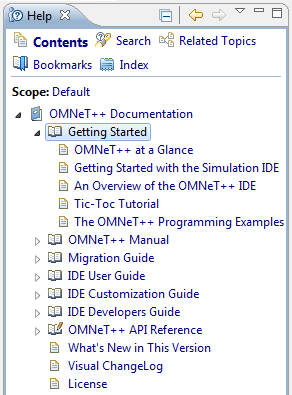 Help
Contents Search Related Topics
Bookmarks Index
Scope: Default
OMNeT++ Documentation
Getting Started
OMNET++ at a Glance
Getting Started with the Simulation IDE
An Overview of the OMNeT++ IDE
Tic-Toc Tutorial
The OMNeT++ Programming Examples
OMNeT++ Manual
Migration Guide
IDE User Guide
IDE Customization Guide
IDE Developers Guide
OMNeT++ API Reference
What's New in This Version
Visual ChangeLog
License